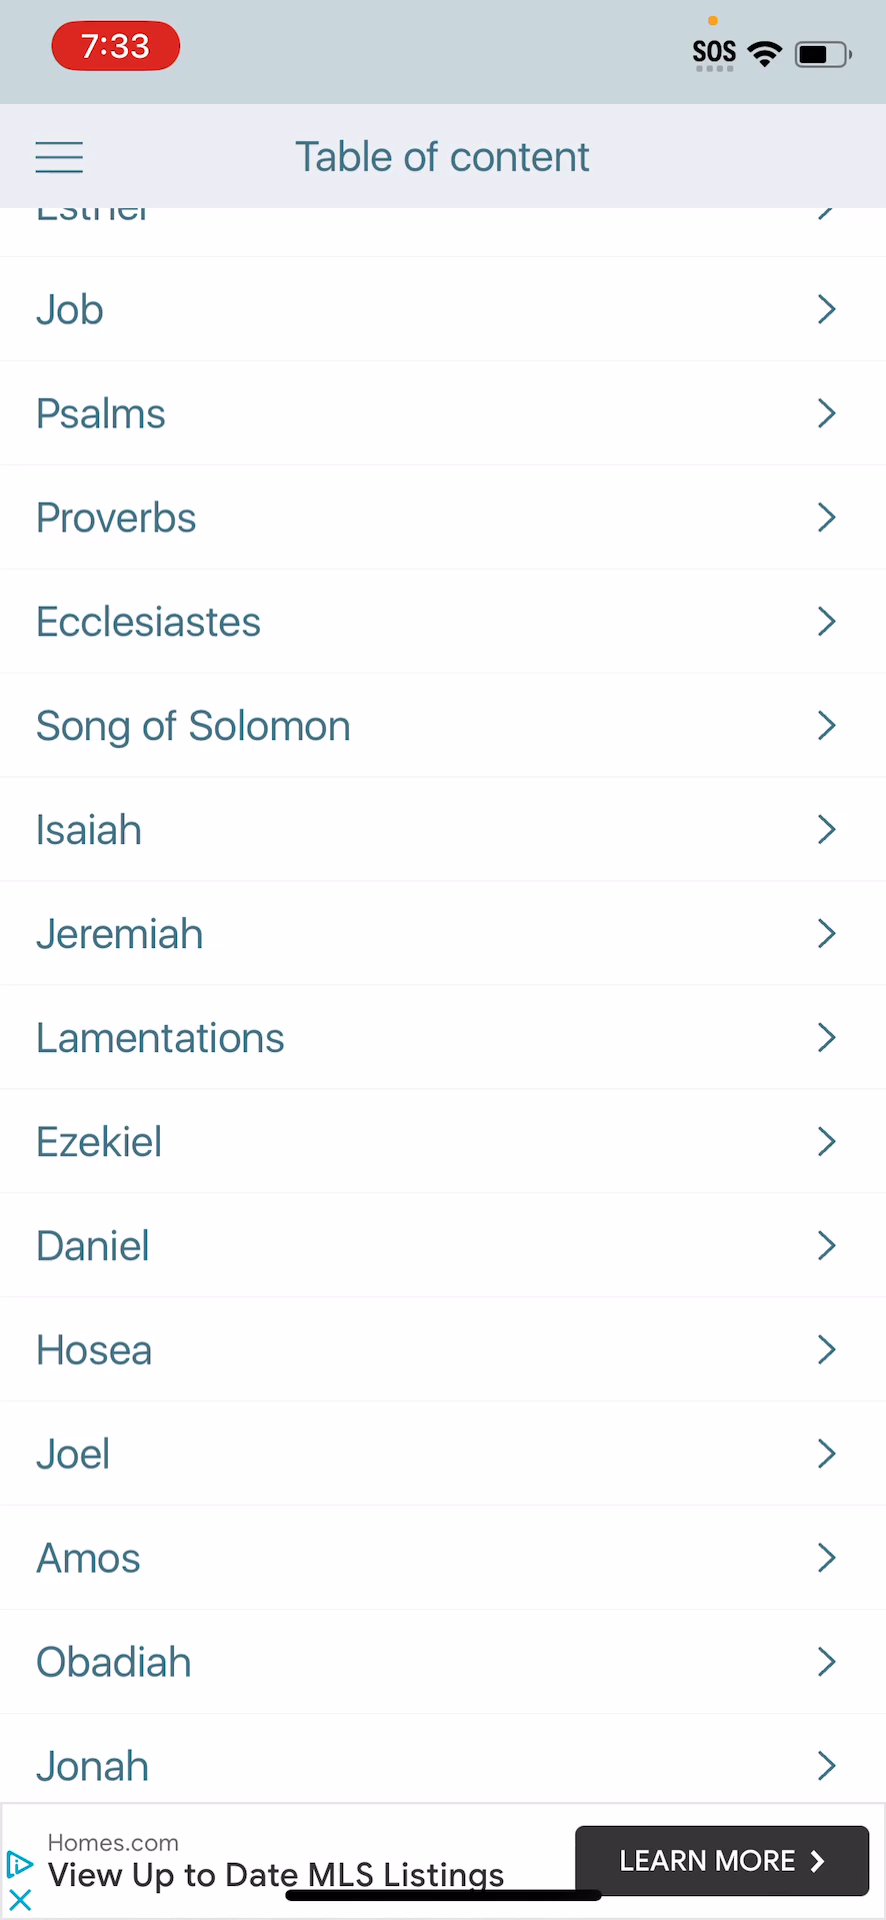 7:33
SOS
Table of content
Esther
Job
Psalms
Proverbs
Ecclesiastes
Song of Solomon
Isaiah
Jeremiah
Lamentations
Ezekiel
Daniel
Hosea
Joel
Amos
Obadiah
Jonah
Homes.com
View Up to Date MLS Listings
LEARN MORE